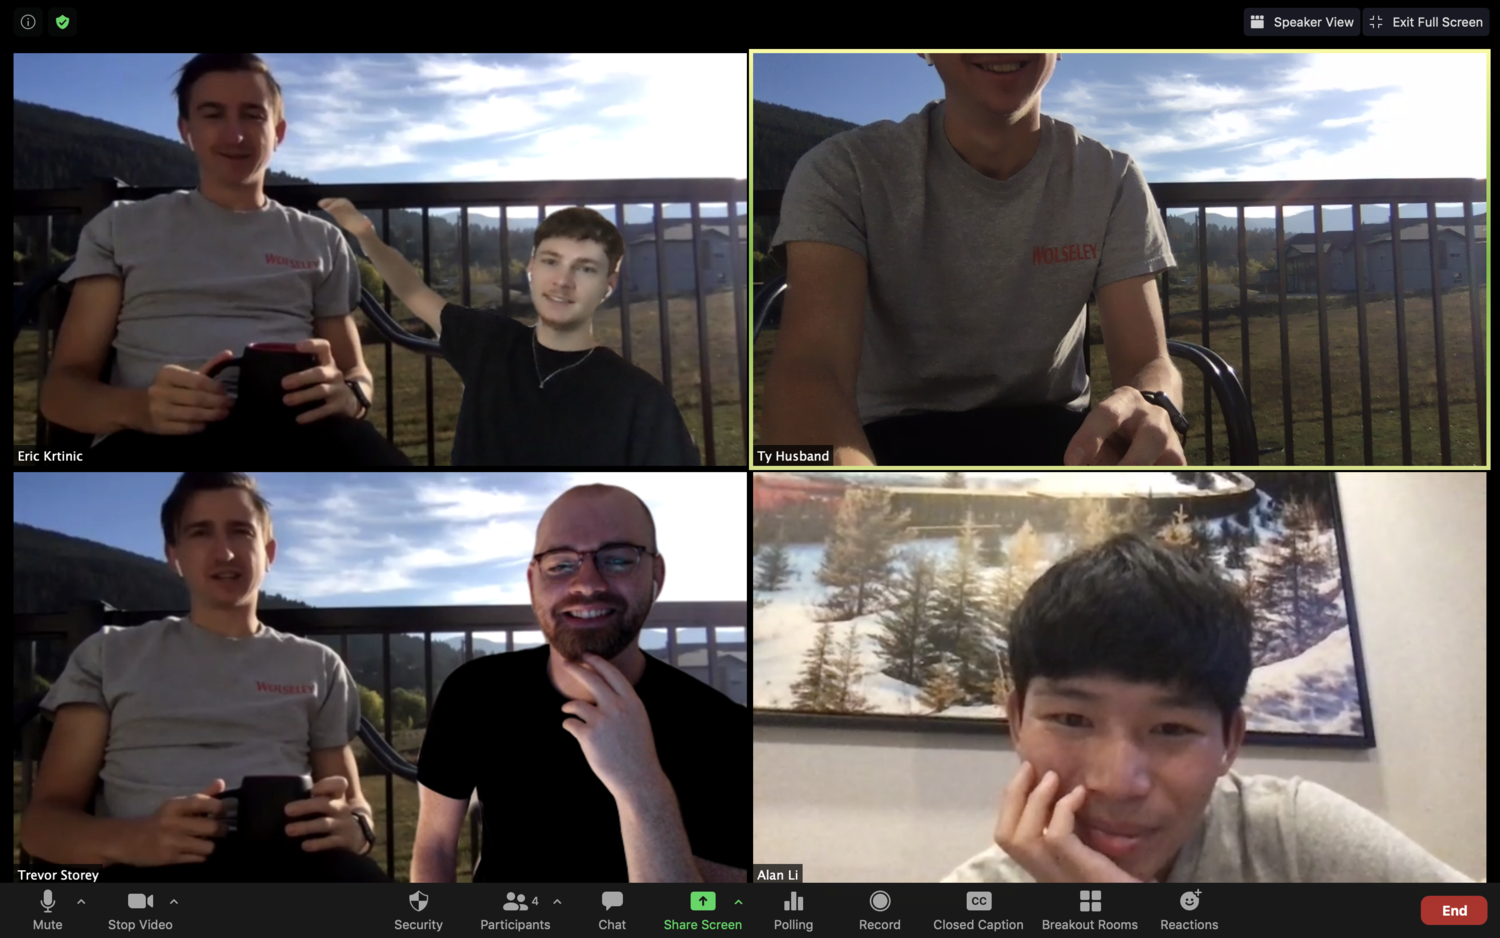 Speaker View
Exit Full Screen
WOLSELEY
Eric Krtinic
WOLSELEY
Ty Husband
WOLSELEY
Trevor Storey
Alan Li
Mute
Stop Video
Security
4
Participants
Chat
Share Screen
Polling
Record
CC
Closed Caption
Breakout Rooms
Reactions
End